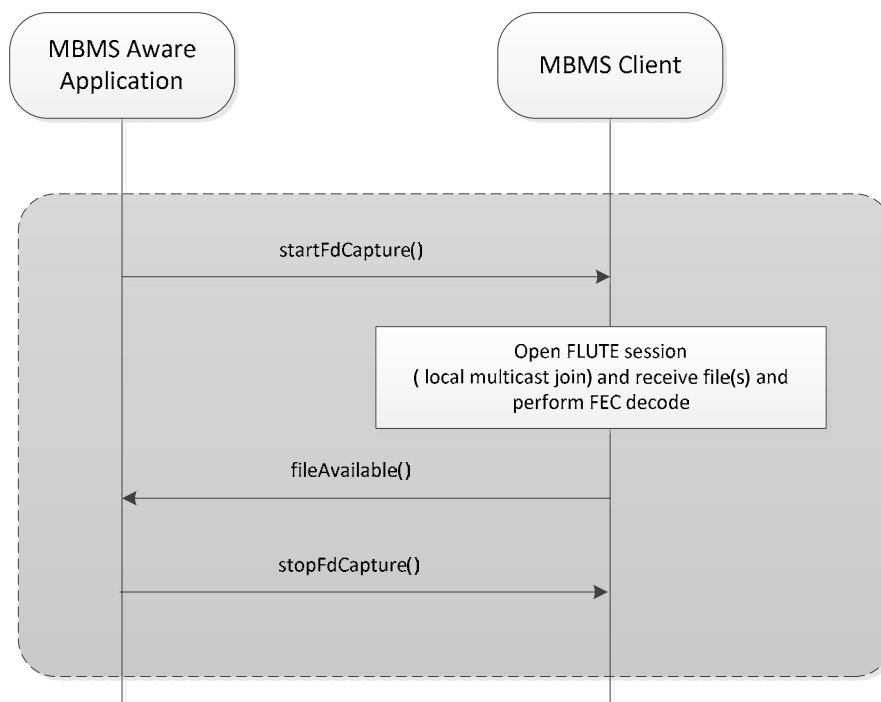 MBMS Aware
Application
MBMS Client
startFdCapture()
Open FLUTE session
( local multicast join) and receive file(s) and
perform FEC decode
fileAvailable()
stopFdCapture()